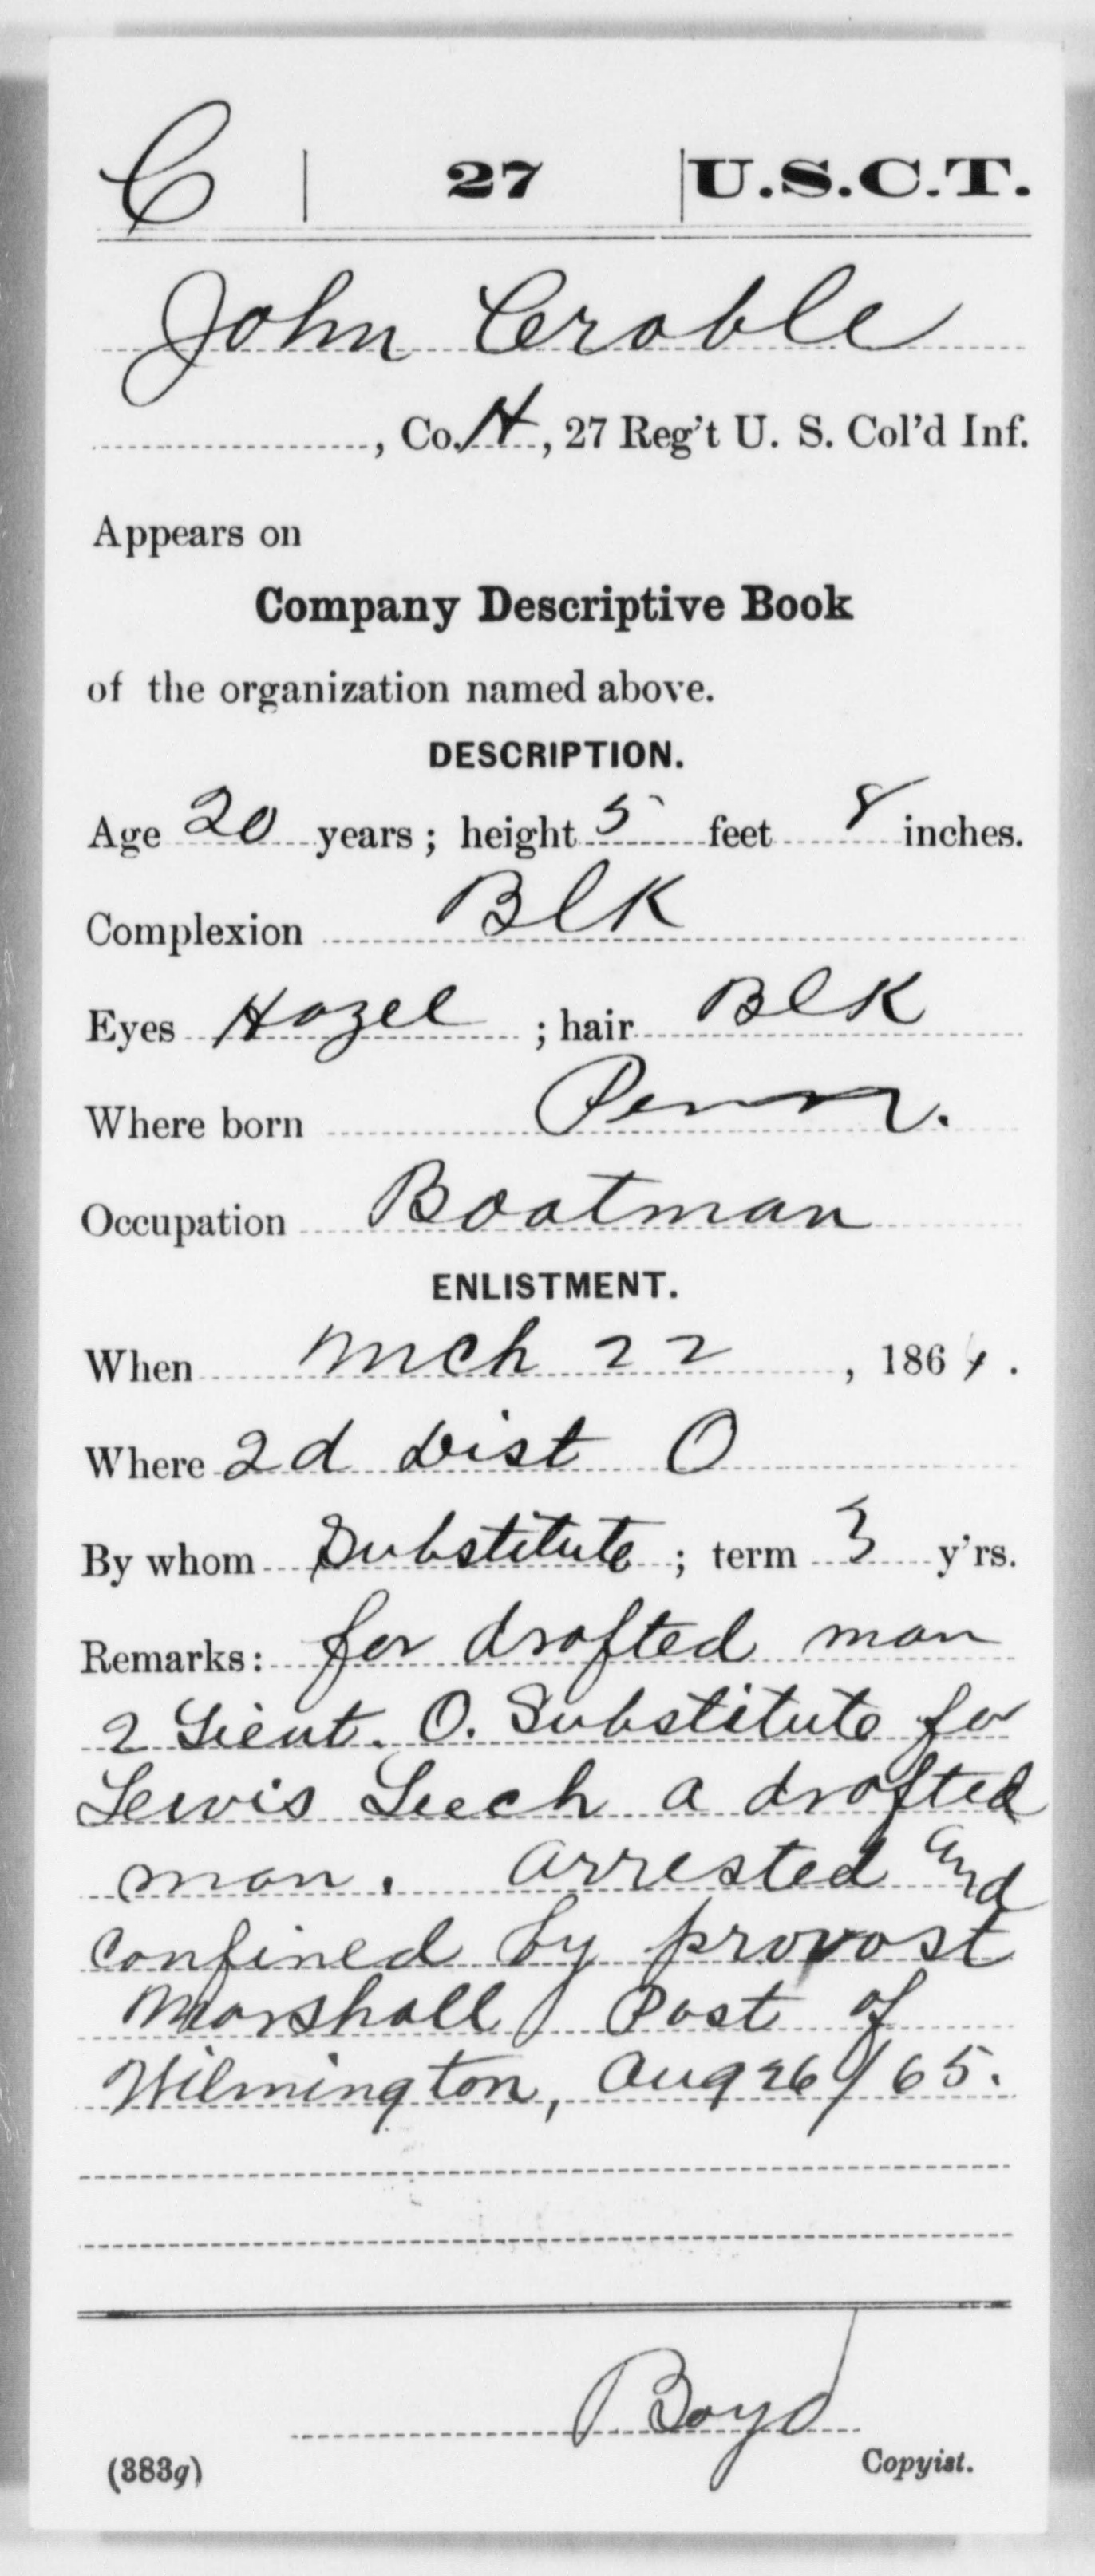 C | 27 | U.S.C.T.
John Croble
, Co. H, 27 Reg't U. S. Col'd Inf.
Appears on
Company Descriptive Book
of the organization named above.
DESCRIPTION.
Age 20 years; height 5 feet 8 inches.
Complexion Blk
Eyes Hazel ; hair Blk
Where born Penn.
Occupation Boatman
ENLISTMENT.
When Mch 22, 1864.
Where 2d Dist O
By whom Substitute; term 3 y'rs.
Remarks: for drafted man
2 Lieut. O. Substitute for
Lewis Leech a drafted
man. Arrested and
confined by provost
Marshall Post of
Wilmington, Aug 26/65.
Boyd
(383g) Copyist.